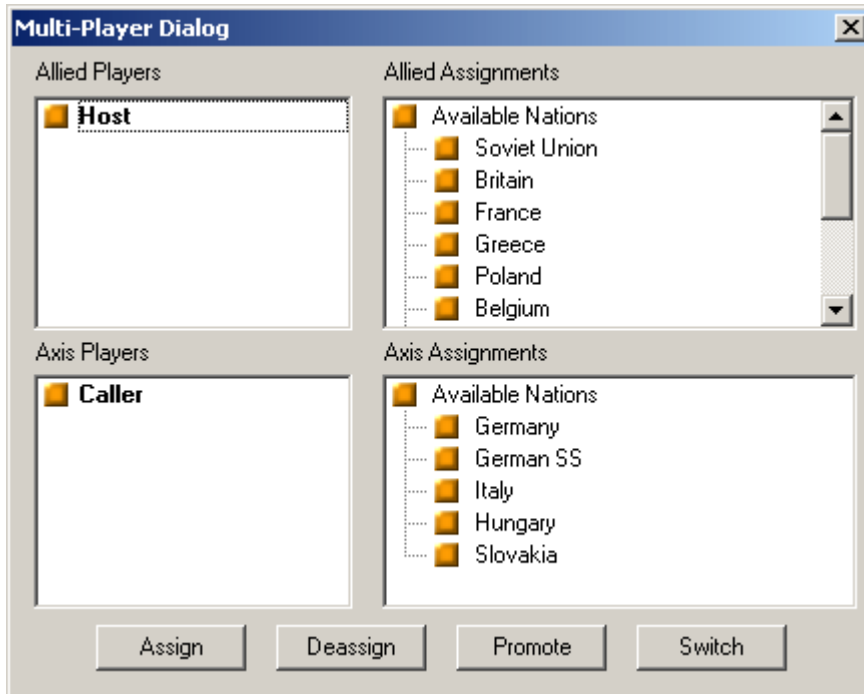 Multi-Player Dialog
Allied Players
Allied Assignments
Host
Available Nations
Soviet Union
Britain
France
Greece
Poland
Belgium
Axis Players
Axis Assignments
Caller
Available Nations
Germany
German SS
Italy
Hungary
Slovakia
Assign
Deassign
Promote
Switch